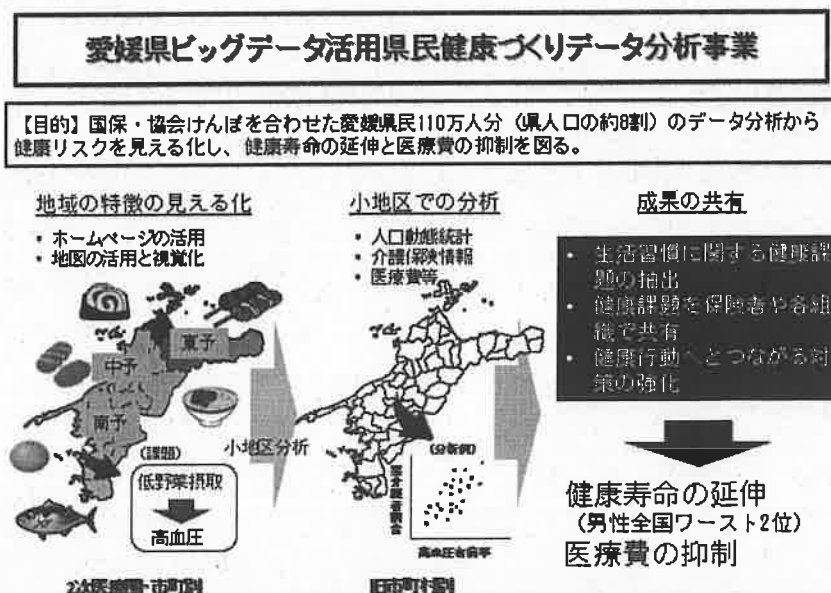 愛媛県ビッグデータ活用県民健康づくりデータ分析事業
【目的】国保・協会けんぽを合わせた愛媛県民110万人分（県人口の約8割）のデータ分析から
健康リスクを見える化し、健康寿命の延伸と医療費の抑制を図る。
地域の特徴の見える化
・ホームページの活用
・地図の活用と視覚化
東予
中予
南予
(課題)
低野菜摂取
高血圧
2次医療圏・市町別
小地区分析
小地区での分析
・人口動態統計
・介護保険情報
・医療費等
(分析例)
要介護者割合
高血圧者割合
旧市町村別
成果の共有
・生活習慣に関する健康課
題の抽出
・健康課題を保険者や各組
織で共有
・健康行動へとつながる対
策の強化
健康寿命の延伸
（男性全国ワースト2位）
医療費の抑制